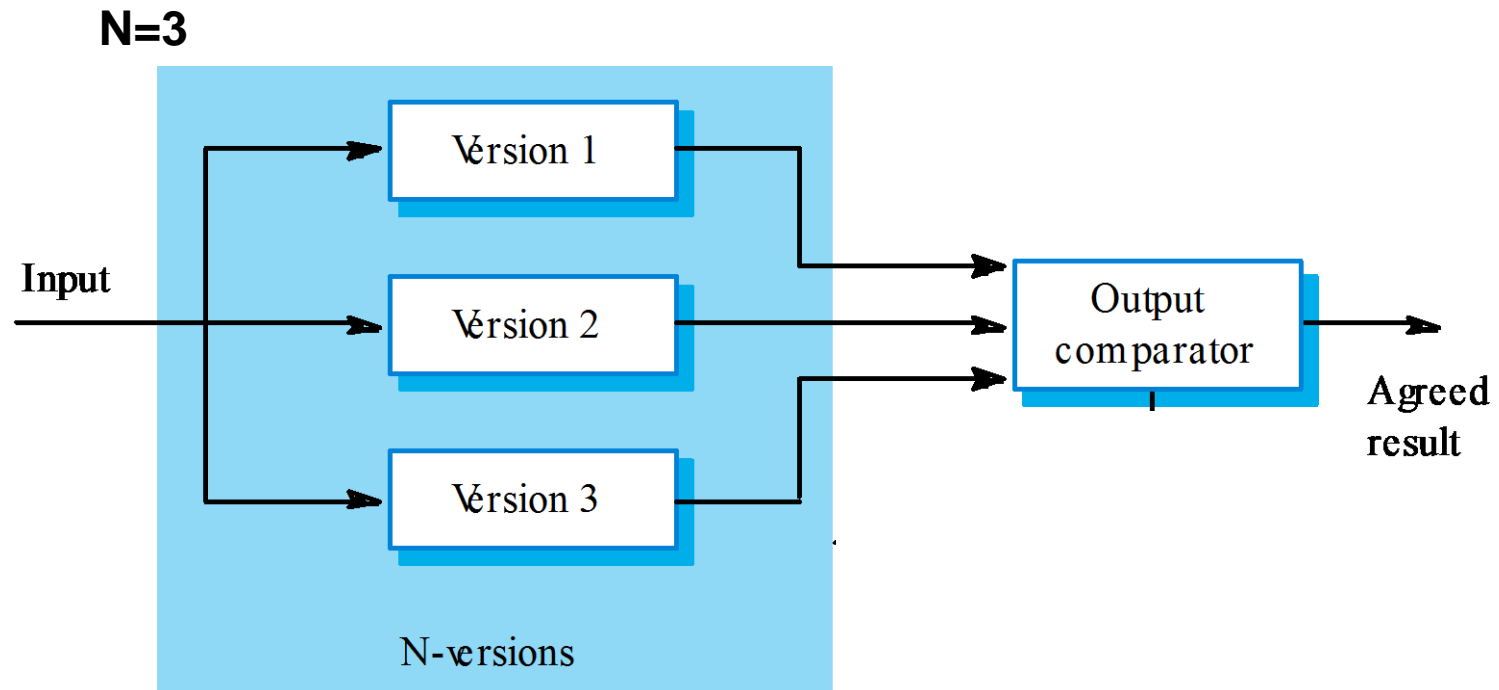 N=3
Version 1
Input
Version 2
Output
comparator
Agreed
result
Version 3
N-versions